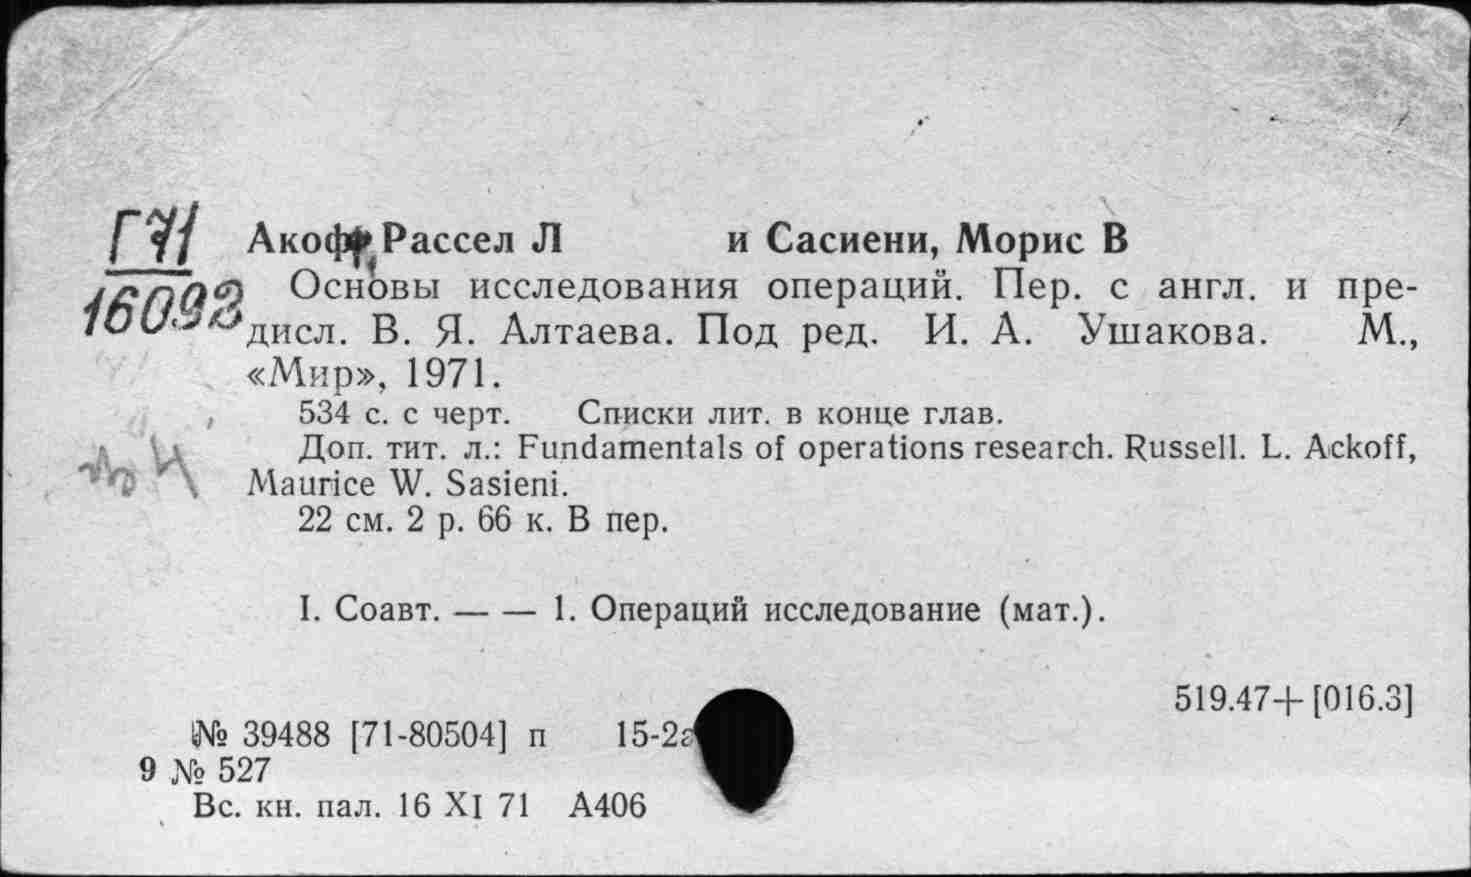 Г71
16093
Акофф, Рассел Л и Сасиени, Морис В
Основы исследования операций. Пер. с англ. и пре-
дисл. В. Я. Алтаева. Под ред. И. А. Ушакова. М.,
«Мир», 1971.
534 с. с черт. Списки лит. в конце глав.
Доп. тит. л.: Fundamentals of operations research. Russell. L. Ackoff,
Maurice W. Sasieni.
22 см. 2 р. 66 к. В пер.
I. Соавт. — — 1. Операций исследование (мат.).
519.47+[016.3]
№ 39488 [71-80504] п 15-2
9 № 527
Вс. кн. пал. 16 XI 71 А406